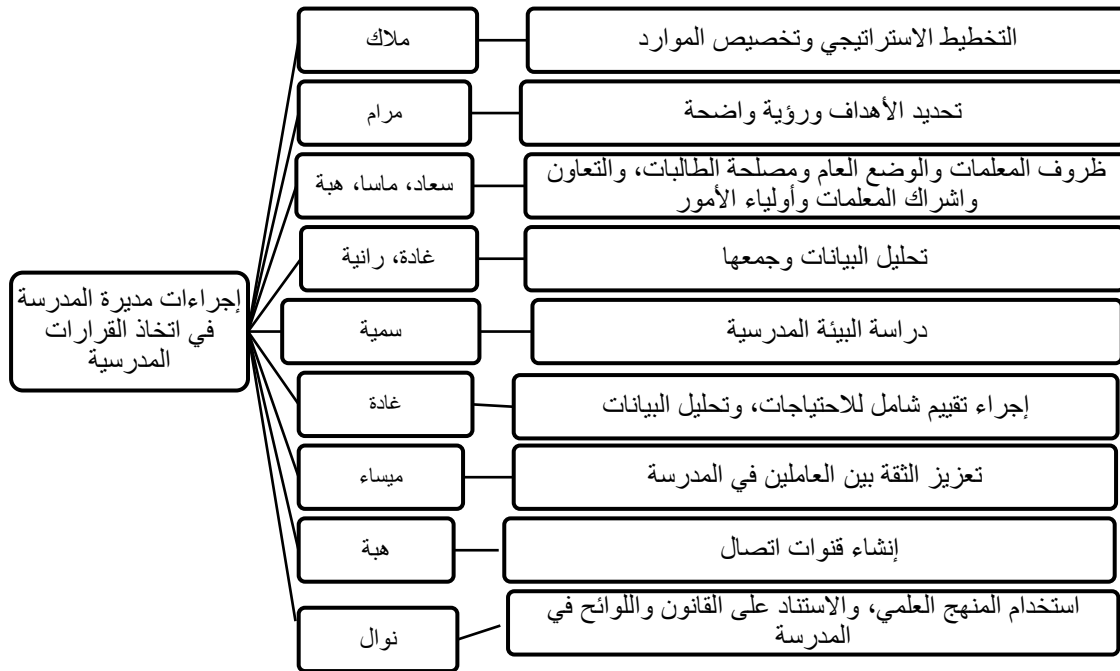 إجراءات مديرة المدرسة
في اتخاذ القرارات
المدرسية
ملاك
التخطيط الاستراتيجي وتخصيص الموارد
مرام
تحديد الأهداف ورؤية واضحة
سعاد، ماسا، هبة
ظروف المعلمات والوضع العام ومصلحة الطالبات، والتعاون
واشراك المعلمات وأولياء الأمور
غادة، رانية
تحليل البيانات وجمعها
سمية
دراسة البيئة المدرسية
غادة
إجراء تقييم شامل للاحتياجات، وتحليل البيانات
ميساء
تعزيز الثقة بين العاملين في المدرسة
هبة
إنشاء قنوات اتصال
نوال
استخدام المنهج العلمي، والاستناد على القانون واللوائح في
المدرسة